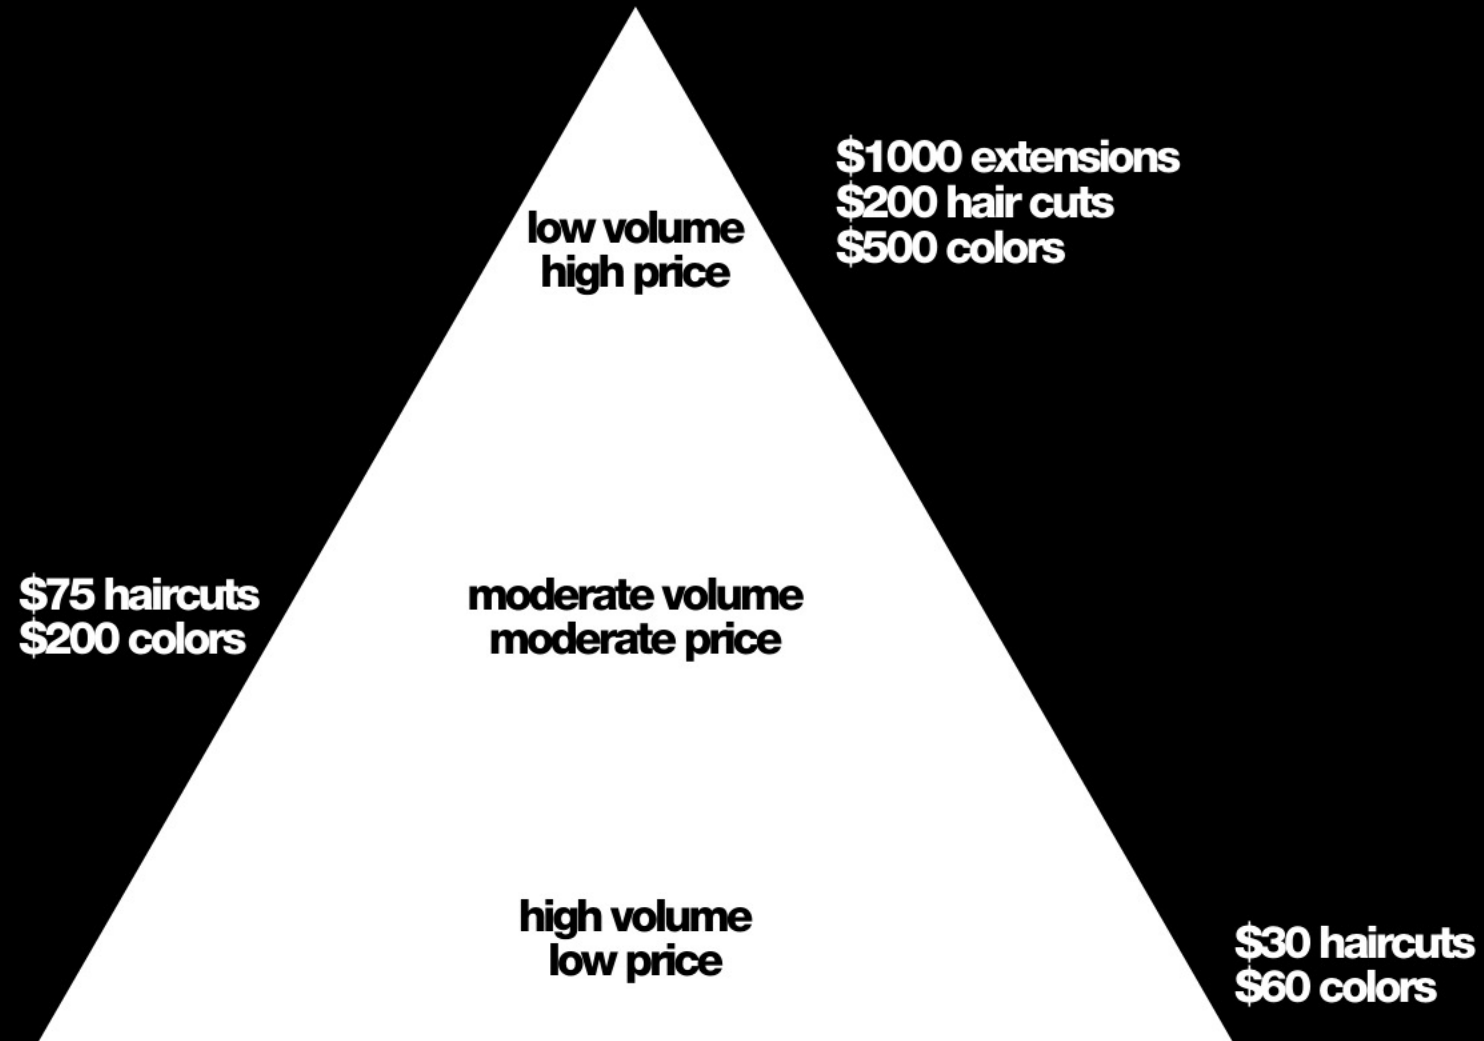 $1000 extensions
$200 hair cuts
$500 colors
low volume
high price
$75 haircuts
$200 colors
moderate volume
moderate price
high volume
low price
$30 haircuts
$60 colors